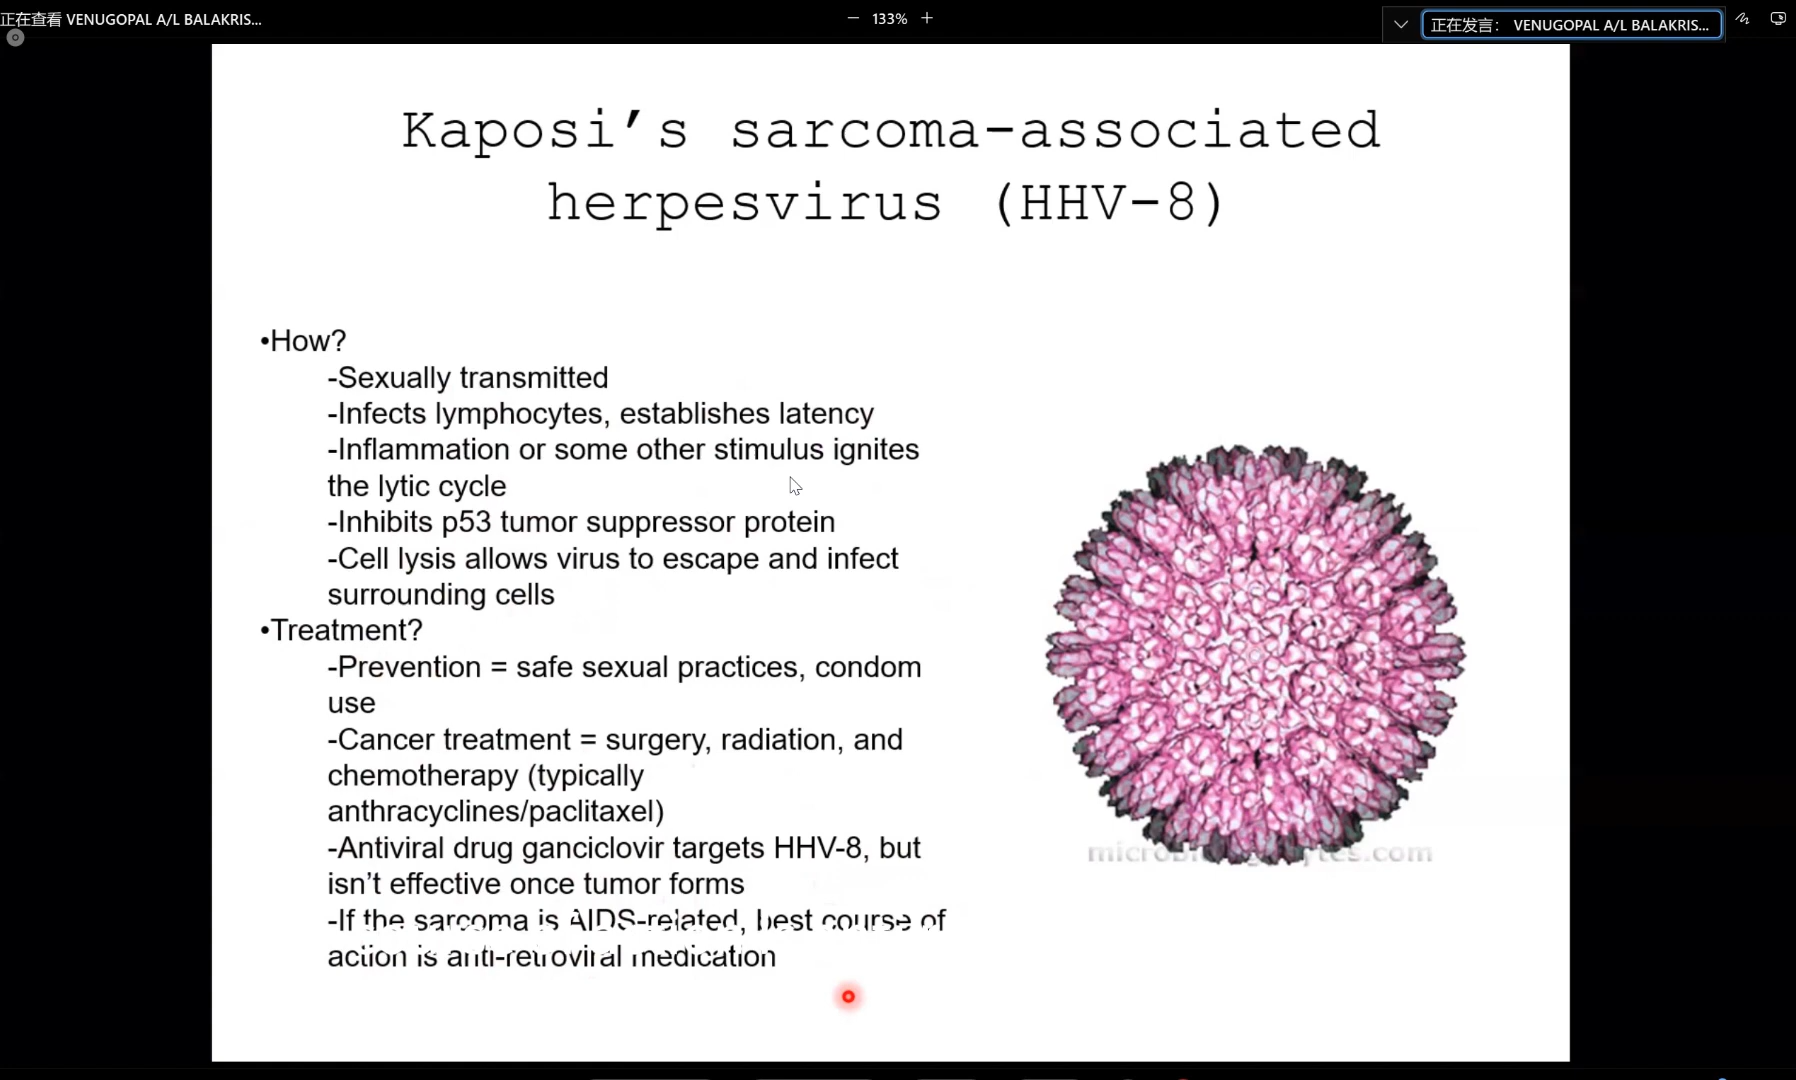 正在查看 VENUGOPAL A/L BALAKRIS...
133%
正在发言： VENUGOPAL A/L BALAKRIS...
Kaposi’s sarcoma-associated
herpesvirus (HHV-8)
•How?
-Sexually transmitted
-Infects lymphocytes, establishes latency
-Inflammation or some other stimulus ignites
the lytic cycle
-Inhibits p53 tumor suppressor protein
-Cell lysis allows virus to escape and infect
surrounding cells
•Treatment?
-Prevention = safe sexual practices, condom
use
-Cancer treatment = surgery, radiation, and
chemotherapy (typically
anthracyclines/paclitaxel)
-Antiviral drug ganciclovir targets HHV-8, but
isn’t effective once tumor forms
-If the sarcoma is AIDS-related, best course of
action is anti-retroviral medication